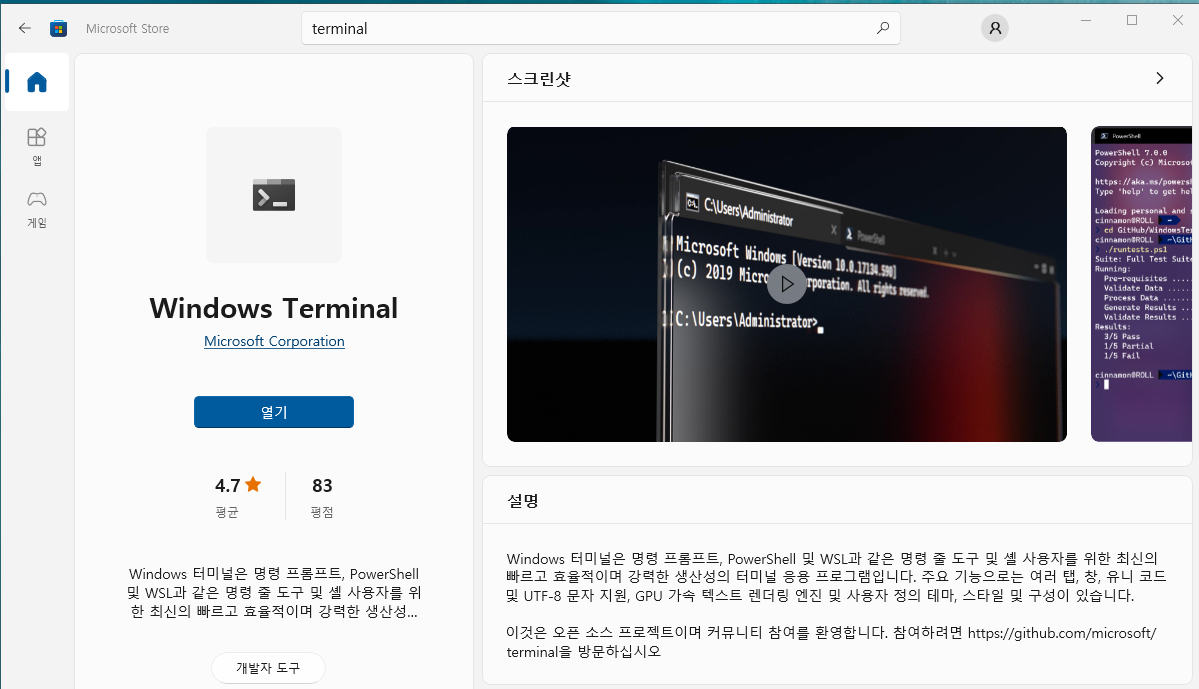 Microsoft Store
terminal
앱
게임
Windows Terminal
Microsoft Corporation
열기
4.7
평균
83
평점
Windows 터미널은 명령 프롬프트, PowerShell
및 WSL과 같은 명령 줄 도구 및 셸 사용자를 위
한 최신의 빠르고 효율적이며 강력한 생산성...
개발자 도구
스크린샷
C:\Users\Administrator
PowerShell
Microsoft Windows [Version 10.0.17134.590]
(c) 2019 Micro rporation. All rights reserved.
C:\Users\Administrator>
PowerShell
PowerShell 7.0.0
Copyright (c) Microso
https://aka.ms/powersh
Type 'help' to get hel
Loading personal and s
cinnamon@ROLL ~
cd GitHub/WindowsTer
cinnamon@ROLL ~\Gith
./runtests.ps1
Suite: Full Test Suite
Running:
Pre-requisites .....
Validate Data ......
Process Data .......
Generate Results ...
Validate Results ...
Results:
3/5 Pass
1/5 Partial
1/5 Fail
cinnamon@ROLL ~\GitH
설명
Windows 터미널은 명령 프롬프트, PowerShell 및 WSL과 같은 명령 줄 도구 및 셸 사용자를 위한 최신의
빠르고 효율적이며 강력한 생산성의 터미널 응용 프로그램입니다. 주요 기능으로는 여러 탭, 창, 유니 코드
및 UTF-8 문자 지원, GPU 가속 텍스트 렌더링 엔진 및 사용자 정의 테마, 스타일 및 구성이 있습니다.
이것은 오픈 소스 프로젝트이며 커뮤니티 참여를 환영합니다. 참여하려면 https://github.com/microsoft/
terminal을 방문하십시오